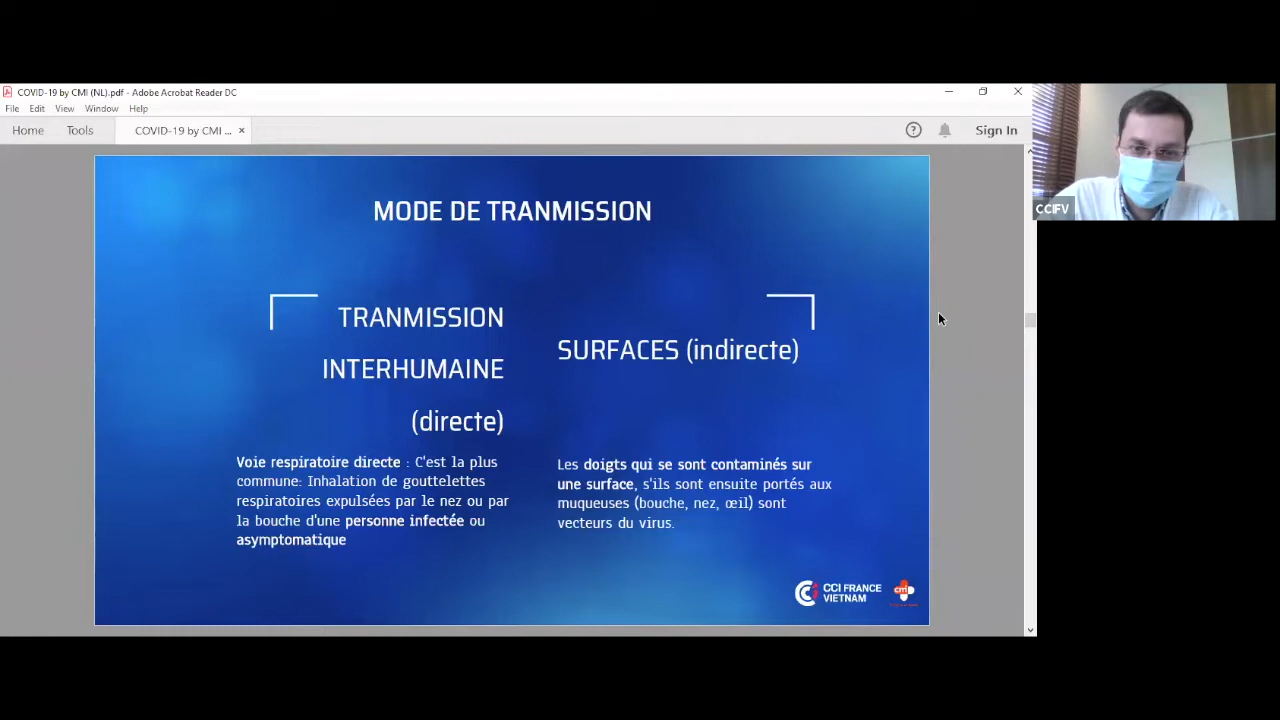 COVID-19 by CMI (NL).pdf - Adobe Acrobat Reader DC
File Edit View Window Help
Home Tools COVID-19 by CMI ... × Sign In
CCIFV
MODE DE TRANMISSION
TRANMISSION
INTERHUMAINE
(directe)
Voie respiratoire directe : C'est la plus
commune: Inhalation de gouttelettes
respiratoires expulsées par le nez ou par
la bouche d'une personne infectée ou
asymptomatique
SURFACES (indirecte)
Les doigts qui se sont contaminés sur
une surface, s'ils sont ensuite portés aux
muqueuses (bouche, nez, œil) sont
vecteurs du virus.
CCI FRANCE
VIETNAM
cmi